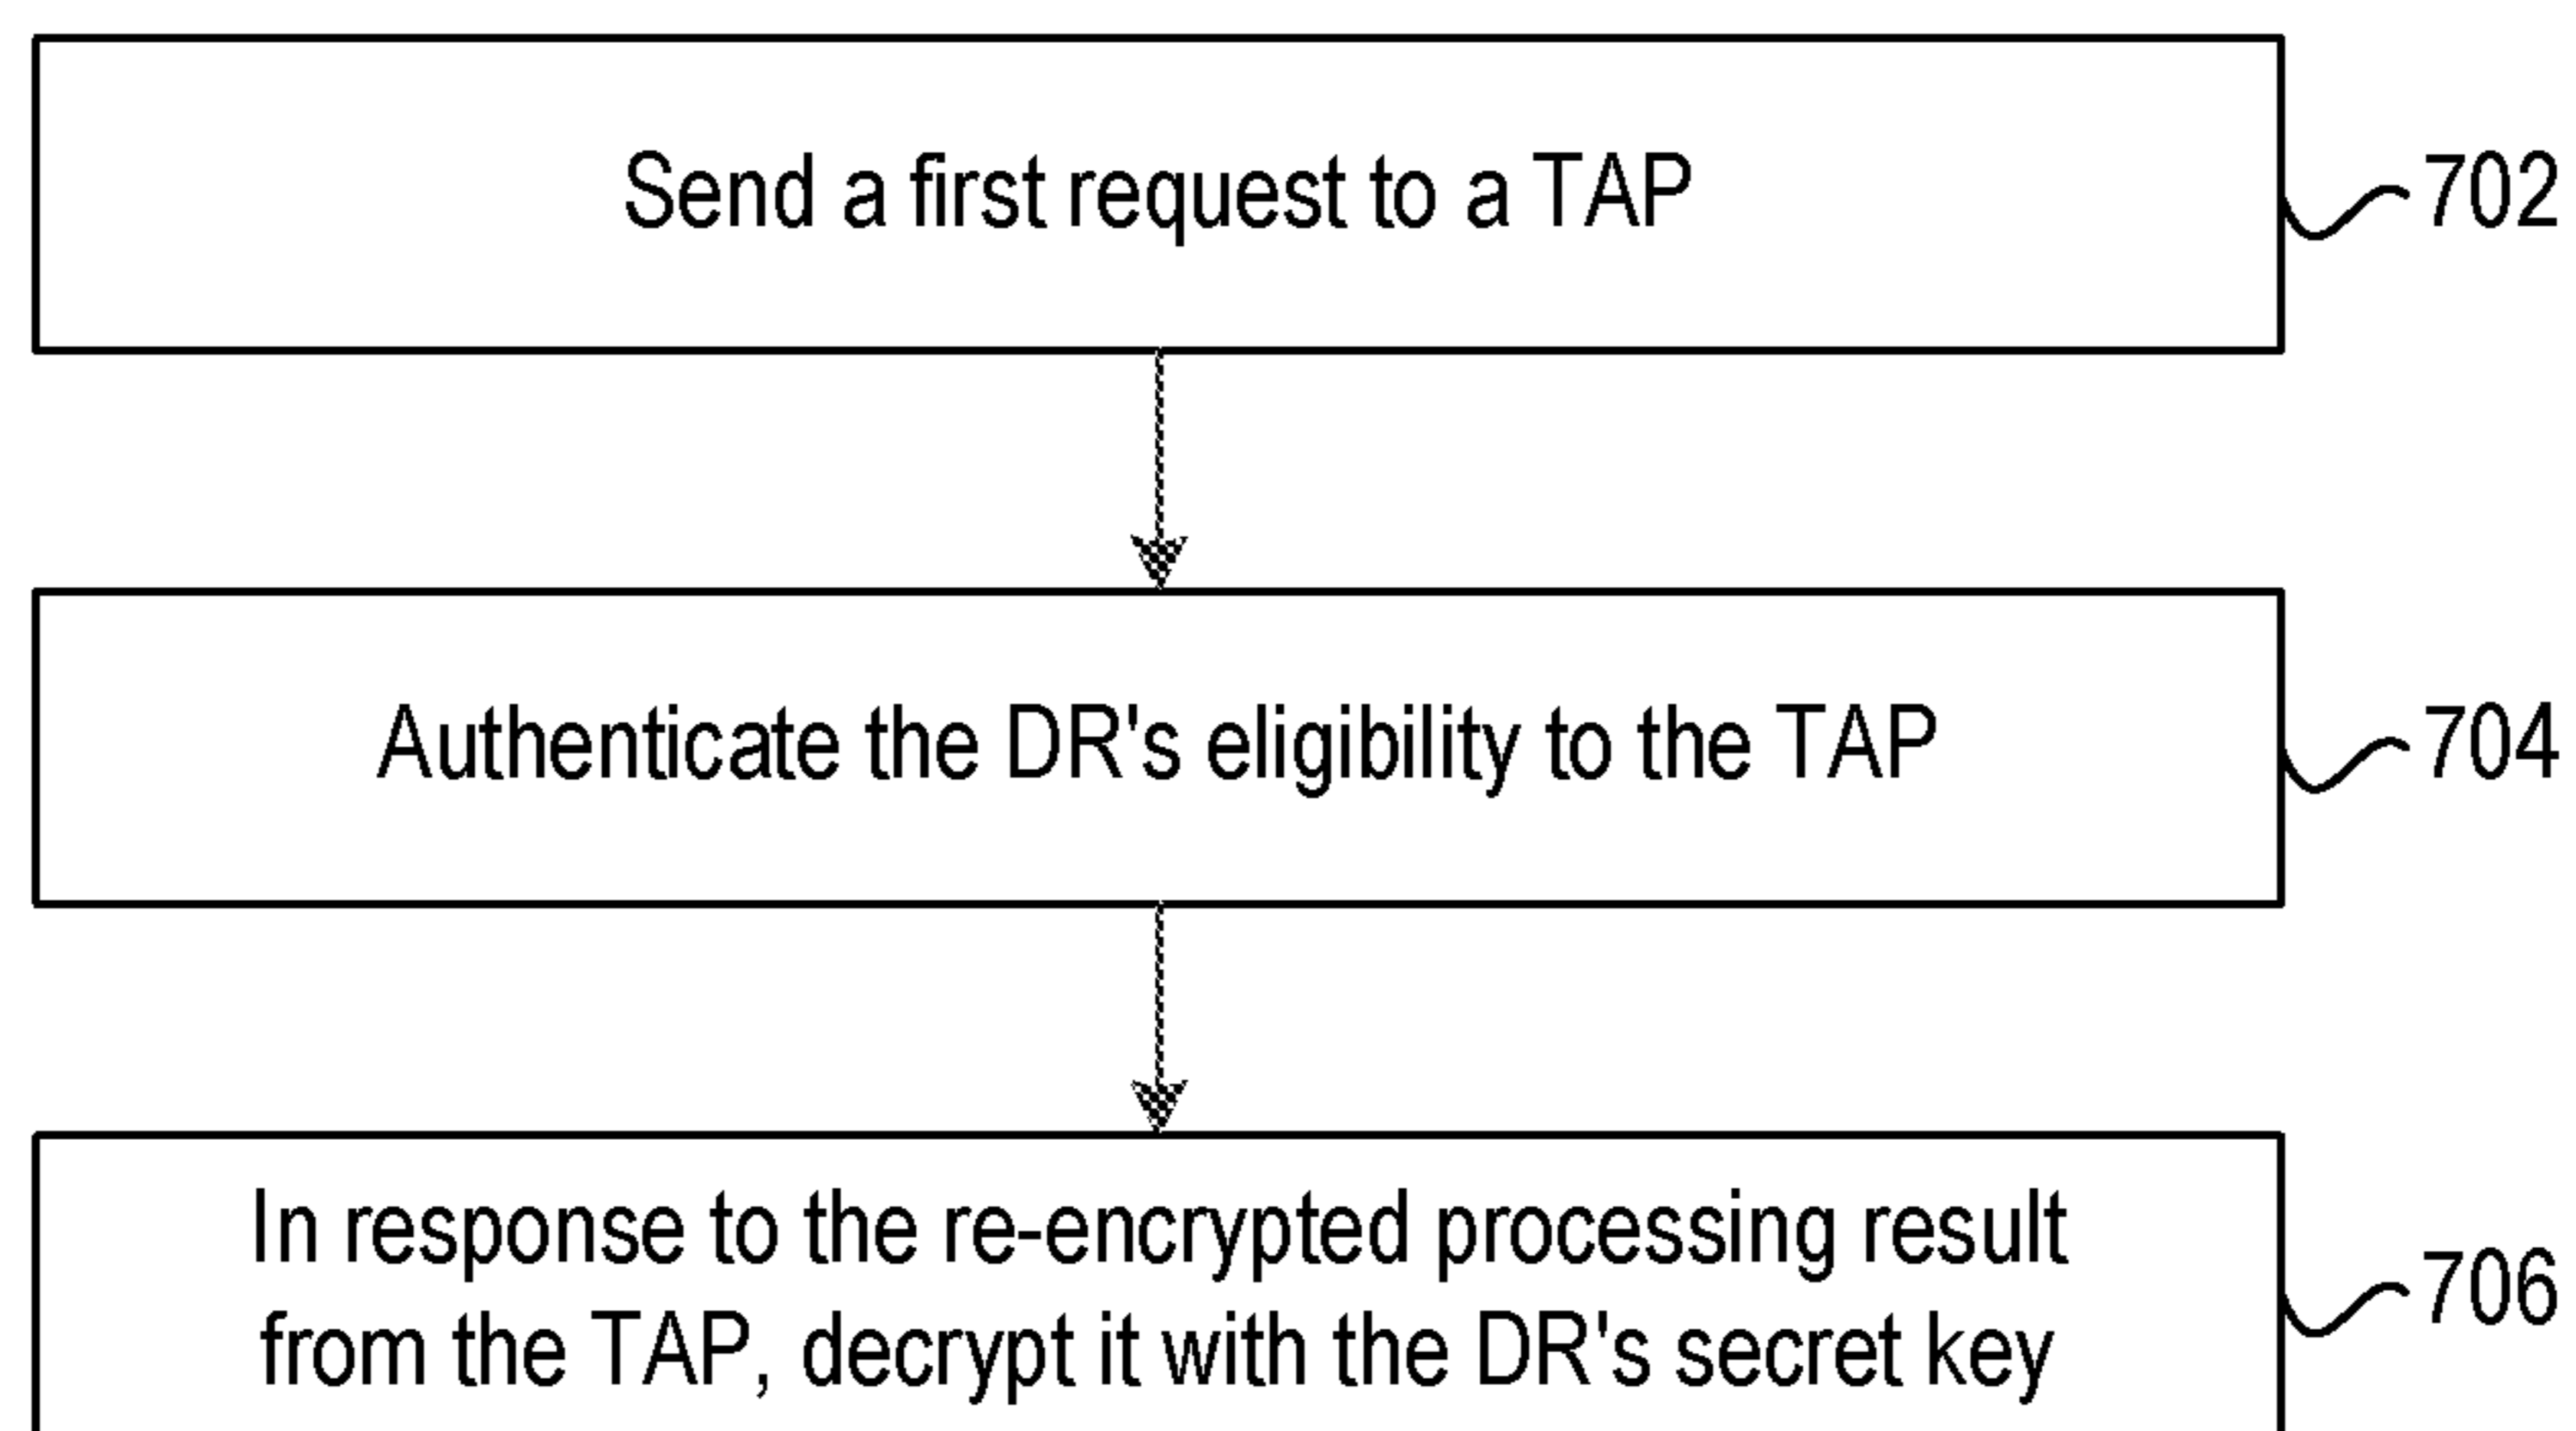 Send a first request to a TAP
702
Authenticate the DR's eligibility to the TAP
704
In response to the re-encrypted processing result
from the TAP, decrypt it with the DR's secret key
706